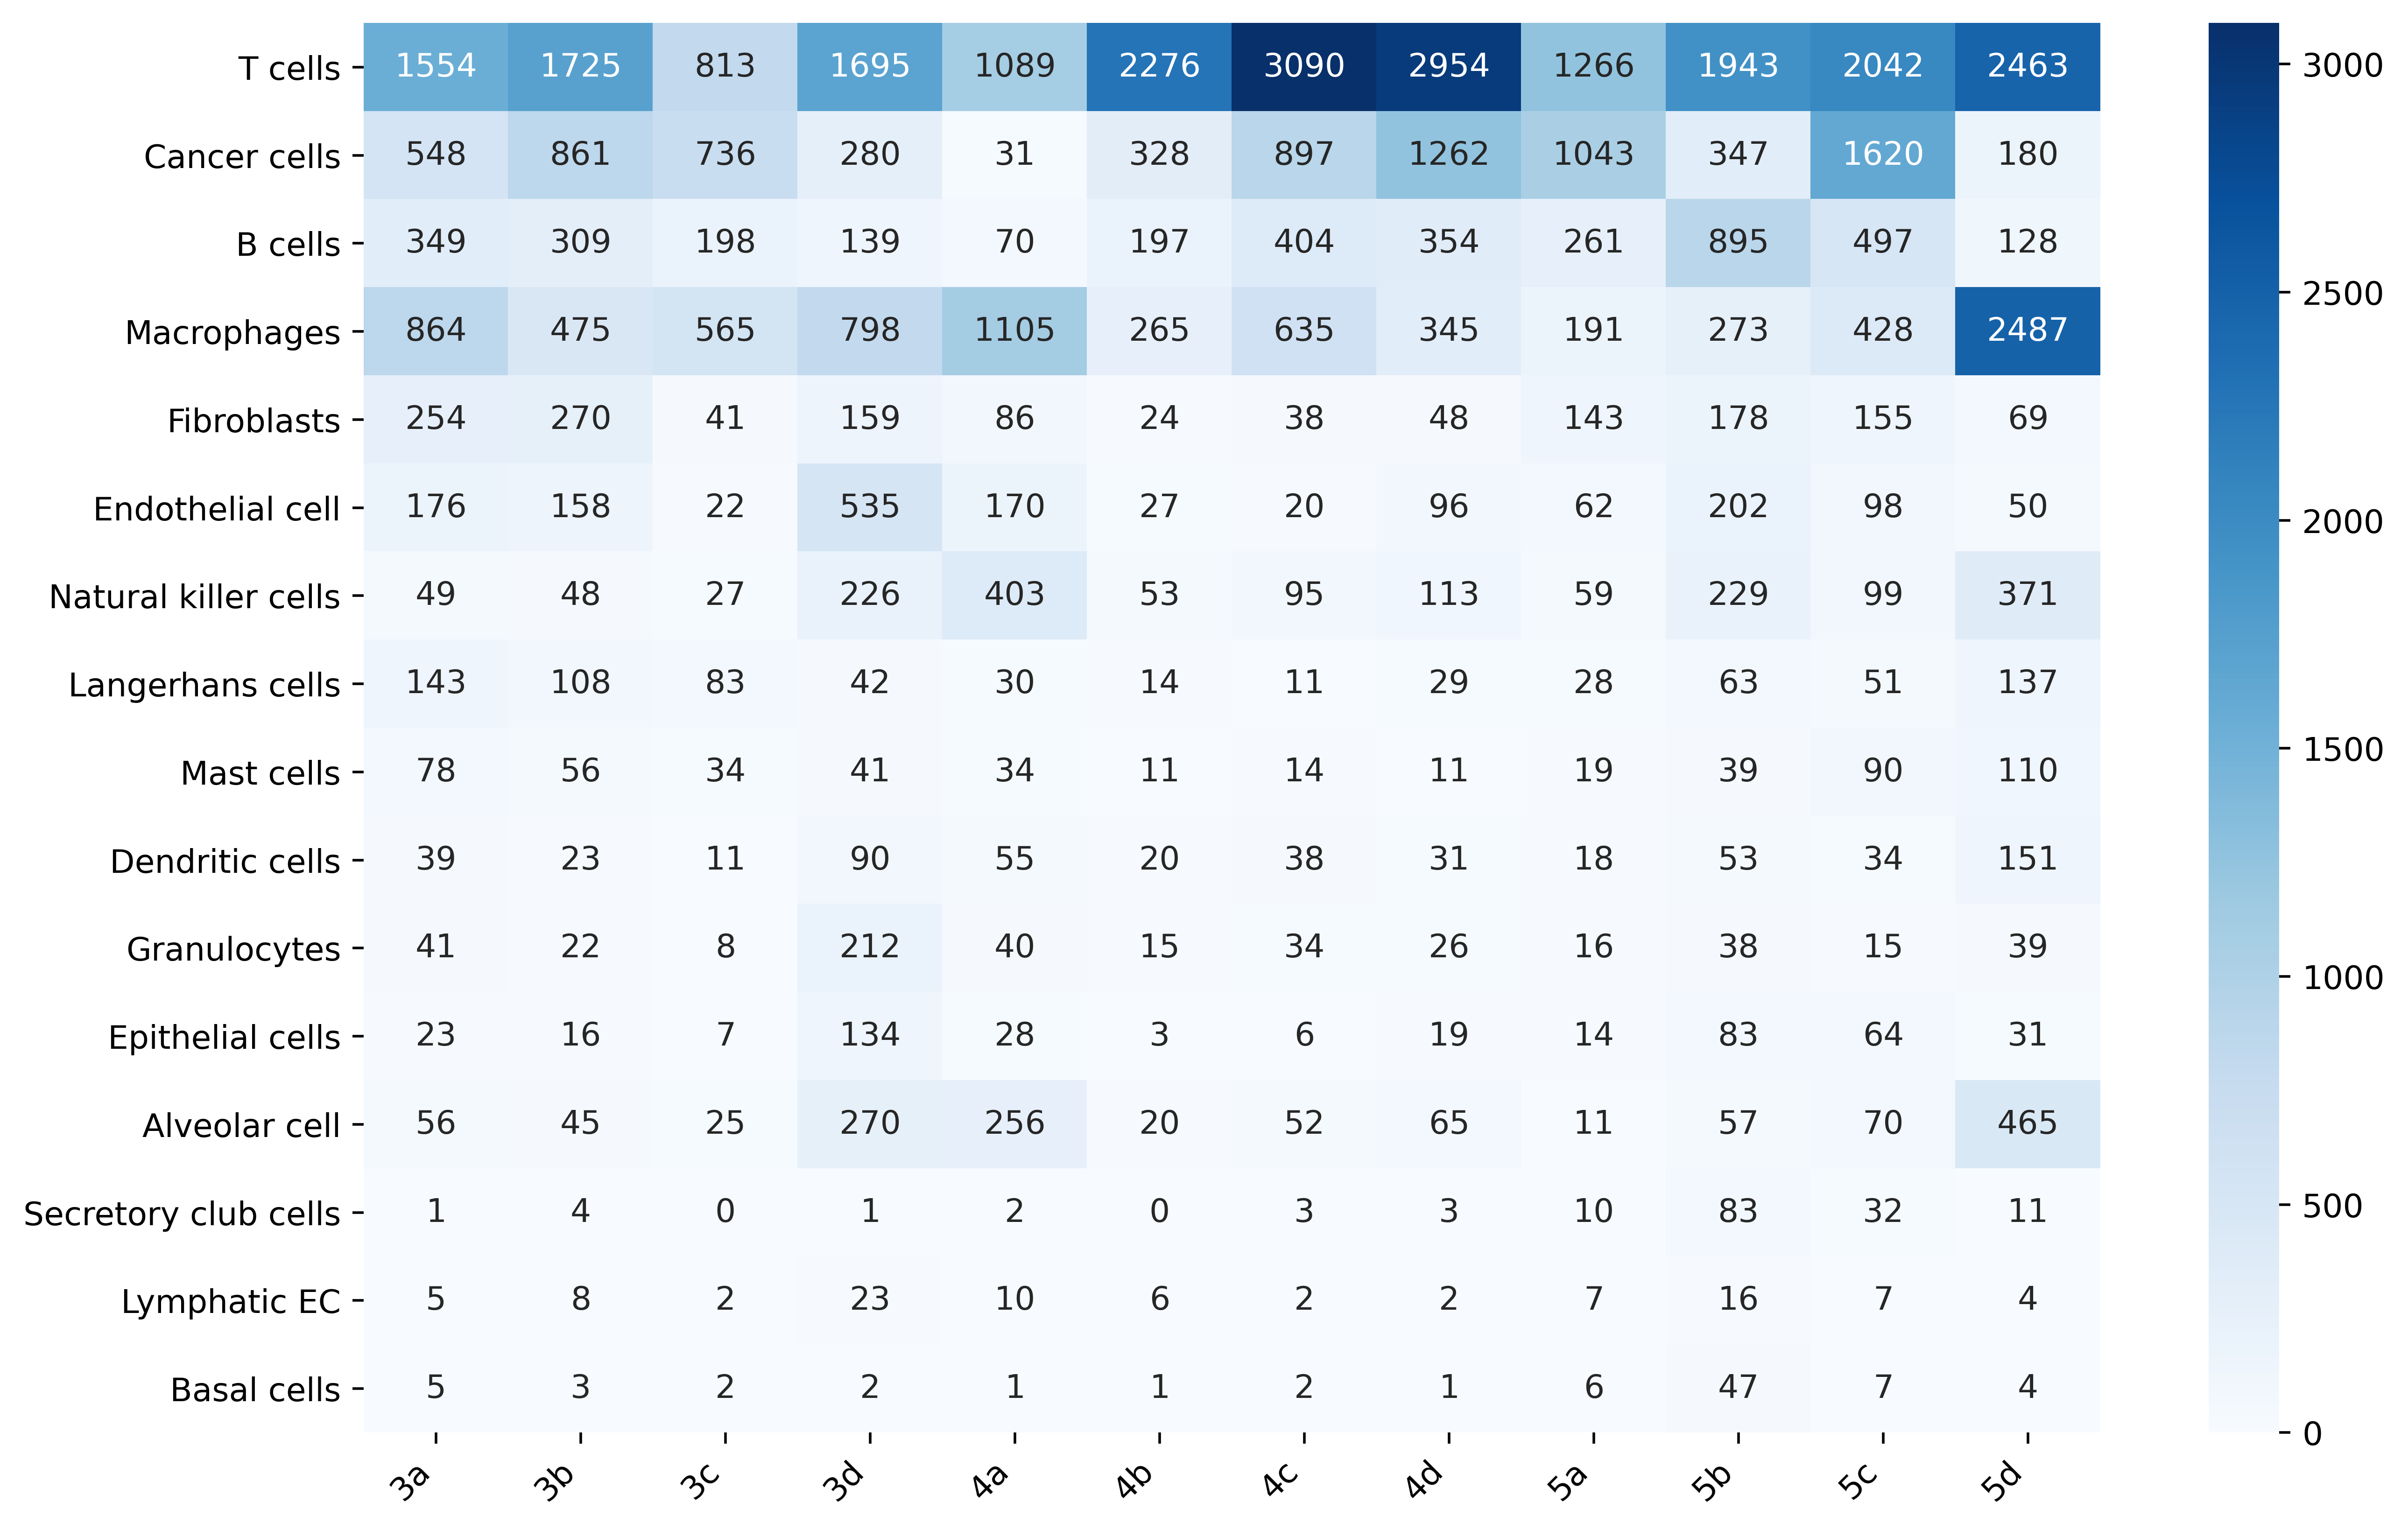 T cells 1554 1725 813 1695 1089 2276 3090 2954 1266 1943 2042 2463
Cancer cells 548 861 736 280 31 328 897 1262 1043 347 1620 180
B cells 349 309 198 139 70 197 404 354 261 895 497 128
Macrophages 864 475 565 798 1105 265 635 345 191 273 428 2487
Fibroblasts 254 270 41 159 86 24 38 48 143 178 155 69
Endothelial cell 176 158 22 535 170 27 20 96 62 202 98 50
Natural killer cells 49 48 27 226 403 53 95 113 59 229 99 371
Langerhans cells 143 108 83 42 30 14 11 29 28 63 51 137
Mast cells 78 56 34 41 34 11 14 11 19 39 90 110
Dendritic cells 39 23 11 90 55 20 38 31 18 53 34 151
Granulocytes 41 22 8 212 40 15 34 26 16 38 15 39
Epithelial cells 23 16 7 134 28 3 6 19 14 83 64 31
Alveolar cell 56 45 25 270 256 20 52 65 11 57 70 465
Secretory club cells 1 4 0 1 2 0 3 3 10 83 32 11
Lymphatic EC 5 8 2 23 10 6 2 2 7 16 7 4
Basal cells 5 3 2 2 1 1 2 1 6 47 7 4
3a 3b 3c 3d 4a 4b 4c 4d 5a 5b 5c 5d
3000
2500
2000
1500
1000
500
0